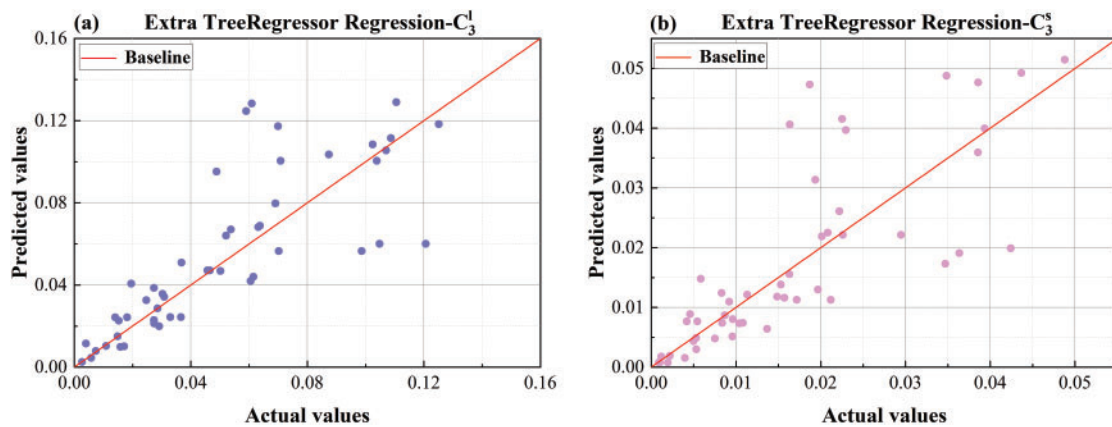 (a) Extra TreeRegressor Regression-C₃ˡ
Baseline
0.16
0.12
0.08
0.04
0.00
Predicted values
0.00 0.04 0.08 0.12 0.16
Actual values
(b) Extra TreeRegressor Regression-C₃ˢ
Baseline
0.05
0.04
0.03
0.02
0.01
0.00
Predicted values
0.00 0.01 0.02 0.03 0.04 0.05
Actual values